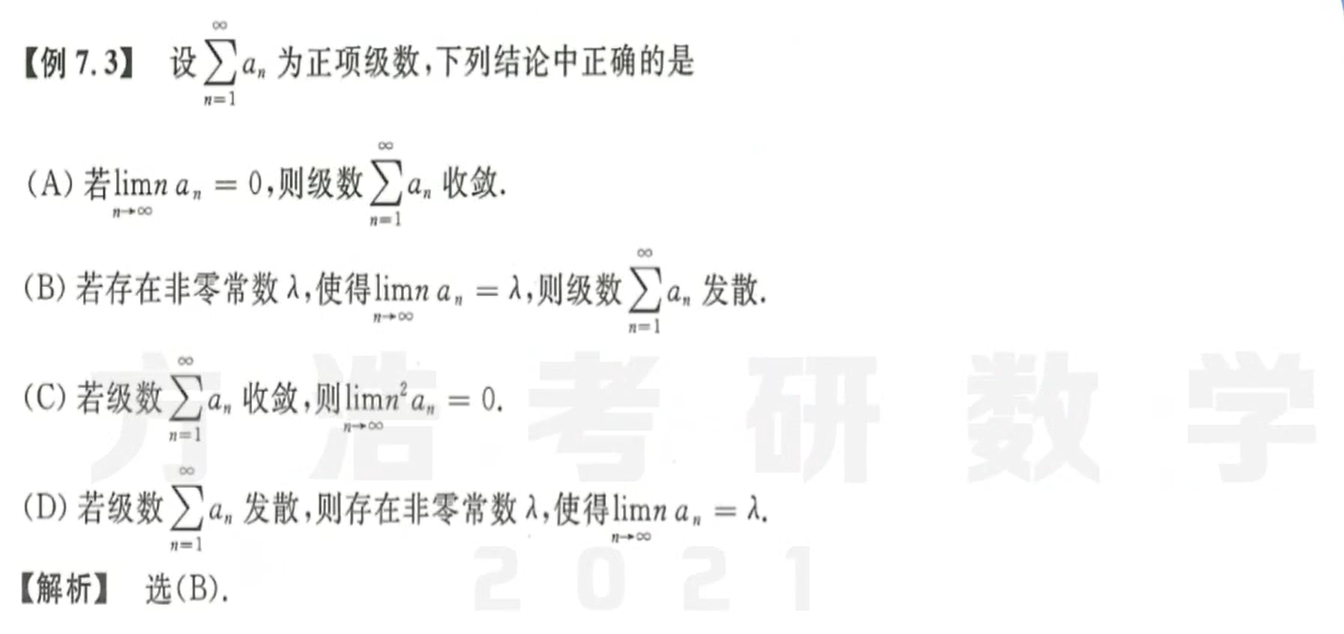 【例 7.3】 设 $\sum_{n=1}^{\infty} a_n$ 为正项级数,下列结论中正确的是
(A) 若 $\lim_{n\to\infty} n a_n = 0$,则级数 $\sum_{n=1}^{\infty} a_n$ 收敛.
(B) 若存在非零常数 λ,使得 $\lim_{n\to\infty} n a_n = λ$,则级数 $\sum_{n=1}^{\infty} a_n$ 发散.
(C) 若级数 $\sum_{n=1}^{\infty} a_n$ 收敛,则 $\lim_{n\to\infty} n^2 a_n = 0$.
(D) 若级数 $\sum_{n=1}^{\infty} a_n$ 发散,则存在非零常数 λ,使得 $\lim_{n\to\infty} n a_n = λ$.
方浩考研数学
【解析】 选(B).
2021